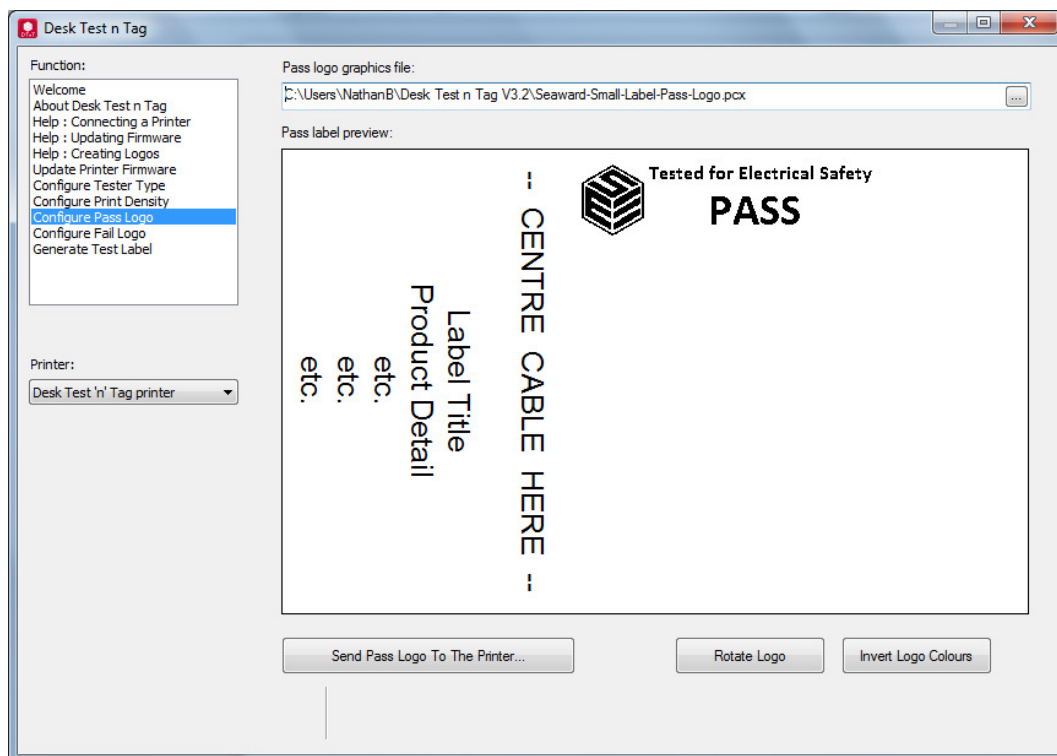 Desk Test n Tag
Function:
Welcome
About Desk Test n Tag
Help : Connecting a Printer
Help : Updating Firmware
Help : Creating Logos
Update Printer Firmware
Configure Tester Type
Configure Print Density
Configure Pass Logo
Configure Fail Logo
Generate Test Label
Printer:
Desk Test 'n' Tag printer
Pass logo graphics file:
C:\Users\NathanB\Desk Test n Tag V3.2\Seaward-Small-Label-Pass-Logo.pcx
...
Pass label preview:
Tested for Electrical Safety
PASS
-- CENTRE CABLE HERE --
Label Title
Product Detail
etc.
etc.
etc.
Send Pass Logo To The Printer...
Rotate Logo
Invert Logo Colours